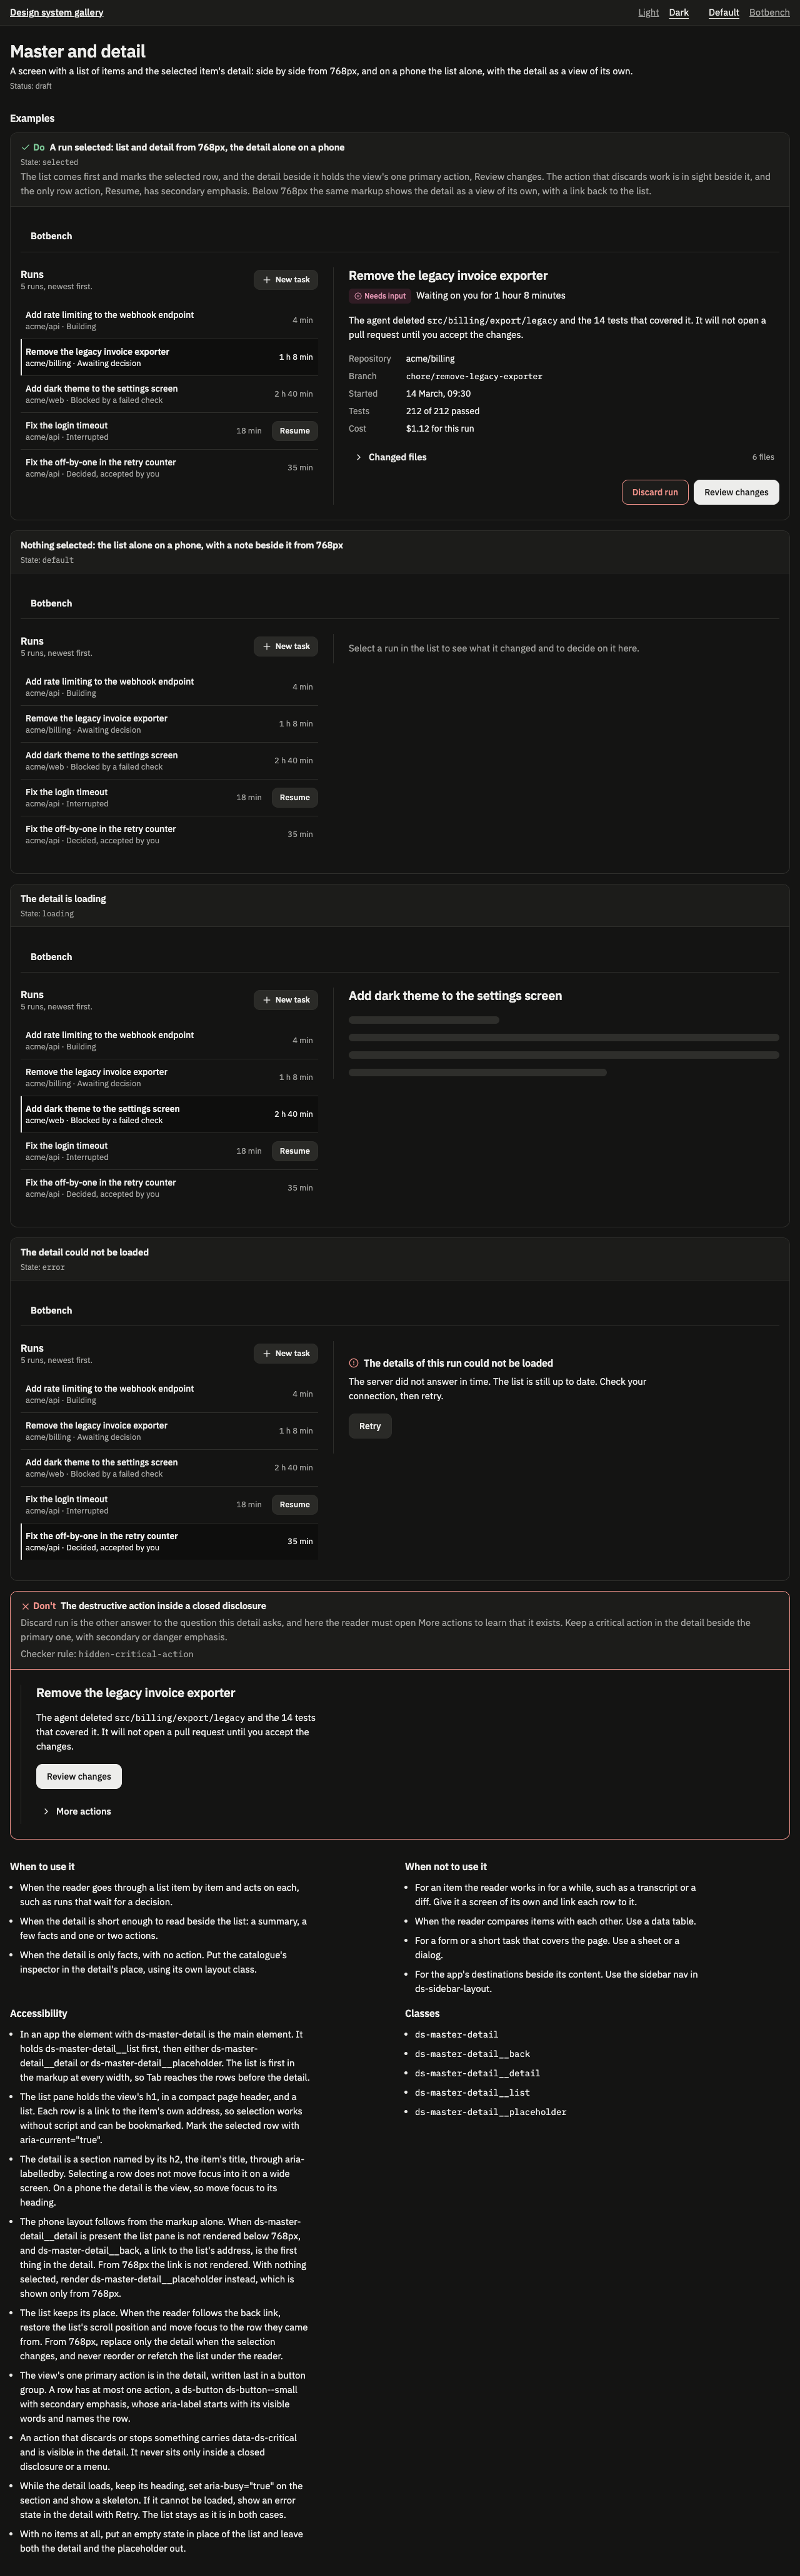 Design system gallery
Light Dark Default Botbench
Master and detail
A screen with a list of items and the selected item's detail: side by side from 768px, and on a phone the list alone, with the detail as a view of its own.
Status: draft
Examples
Do A run selected: list and detail from 768px, the detail alone on a phone
State: selected
The list comes first and marks the selected row, and the detail beside it holds the view's one primary action, Review changes. The action that discards work is in sight beside it, and
the only row action, Resume, has secondary emphasis. Below 768px the same markup shows the detail as a view of its own, with a link back to the list.
Botbench
Runs
5 runs, newest first.
New task
Add rate limiting to the webhook endpoint
acme/api · Building
4 min
Remove the legacy invoice exporter
acme/billing · Awaiting decision
1 h 8 min
Add dark theme to the settings screen
acme/web · Blocked by a failed check
2 h 40 min
Fix the login timeout
acme/api · Interrupted
18 min
Resume
Fix the off-by-one in the retry counter
acme/api · Decided, accepted by you
35 min
Remove the legacy invoice exporter
Needs input Waiting on you for 1 hour 8 minutes
The agent deleted src/billing/export/legacy and the 14 tests that covered it. It will not open a
pull request until you accept the changes.
Repository acme/billing
Branch chore/remove-legacy-exporter
Started 14 March, 09:30
Tests 212 of 212 passed
Cost $1.12 for this run
Changed files 6 files
Discard run Review changes
Nothing selected: the list alone on a phone, with a note beside it from 768px
State: default
Botbench
Runs
5 runs, newest first.
New task
Add rate limiting to the webhook endpoint
acme/api · Building
4 min
Remove the legacy invoice exporter
acme/billing · Awaiting decision
1 h 8 min
Add dark theme to the settings screen
acme/web · Blocked by a failed check
2 h 40 min
Fix the login timeout
acme/api · Interrupted
18 min
Resume
Fix the off-by-one in the retry counter
acme/api · Decided, accepted by you
35 min
Select a run in the list to see what it changed and to decide on it here.
The detail is loading
State: loading
Botbench
Runs
5 runs, newest first.
New task
Add rate limiting to the webhook endpoint
acme/api · Building
4 min
Remove the legacy invoice exporter
acme/billing · Awaiting decision
1 h 8 min
Add dark theme to the settings screen
acme/web · Blocked by a failed check
2 h 40 min
Fix the login timeout
acme/api · Interrupted
18 min
Resume
Fix the off-by-one in the retry counter
acme/api · Decided, accepted by you
35 min
Add dark theme to the settings screen
The detail could not be loaded
State: error
Botbench
Runs
5 runs, newest first.
New task
Add rate limiting to the webhook endpoint
acme/api · Building
4 min
Remove the legacy invoice exporter
acme/billing · Awaiting decision
1 h 8 min
Add dark theme to the settings screen
acme/web · Blocked by a failed check
2 h 40 min
Fix the login timeout
acme/api · Interrupted
18 min
Resume
Fix the off-by-one in the retry counter
acme/api · Decided, accepted by you
35 min
The details of this run could not be loaded
The server did not answer in time. The list is still up to date. Check your
connection, then retry.
Retry
Don't The destructive action inside a closed disclosure
Discard run is the other answer to the question this detail asks, and here the reader must open More actions to learn that it exists. Keep a critical action in the detail beside the
primary one, with secondary or danger emphasis.
Checker rule: hidden-critical-action
Remove the legacy invoice exporter
The agent deleted src/billing/export/legacy and the 14 tests
that covered it. It will not open a pull request until you accept the
changes.
Review changes
More actions
When to use it
When the reader goes through a list item by item and acts on each,
such as runs that wait for a decision.
When the detail is short enough to read beside the list: a summary, a
few facts and one or two actions.
When the detail is only facts, with no action. Put the catalogue's
inspector in the detail's place, using its own layout class.
When not to use it
For an item the reader works in for a while, such as a transcript or a
diff. Give it a screen of its own and link each row to it.
When the reader compares items with each other. Use a data table.
For a form or a short task that covers the page. Use a sheet or a
dialog.
For the app's destinations beside its content. Use the sidebar nav in
ds-sidebar-layout.
Accessibility
In an app the element with ds-master-detail is the main element. It
holds ds-master-detail__list first, then either ds-master-
detail__detail or ds-master-detail__placeholder. The list is first in
the markup at every width, so Tab reaches the rows before the detail.
The list pane holds the view's h1, in a compact page header, and a
list. Each row is a link to the item's own address, so selection works
without script and can be bookmarked. Mark the selected row with
aria-current="true".
The detail is a section named by its h2, the item's title, through aria-
labelledby. Selecting a row does not move focus into it on a wide
screen. On a phone the detail is the view, so move focus to its
heading.
The phone layout follows from the markup alone. When ds-master-
detail__detail is present the list pane is not rendered below 768px,
and ds-master-detail__back, a link to the list's address, is the first
thing in the detail. From 768px the link is not rendered. With nothing
selected, render ds-master-detail__placeholder instead, which is
shown only from 768px.
The list keeps its place. When the reader follows the back link,
restore the list's scroll position and move focus to the row they came
from. From 768px, replace only the detail when the selection
changes, and never reorder or refetch the list under the reader.
The view's one primary action is in the detail, written last in a button
group. A row has at most one action, a ds-button ds-button--small
with secondary emphasis, whose aria-label starts with its visible
words and names the row.
An action that discards or stops something carries data-ds-critical
and is visible in the detail. It never sits only inside a closed
disclosure or a menu.
While the detail loads, keep its heading, set aria-busy="true" on the
section and show a skeleton. If it cannot be loaded, show an error
state in the detail with Retry. The list stays as it is in both cases.
With no items at all, put an empty state in place of the list and leave
both the detail and the placeholder out.
Classes
ds-master-detail
ds-master-detail__back
ds-master-detail__detail
ds-master-detail__list
ds-master-detail__placeholder